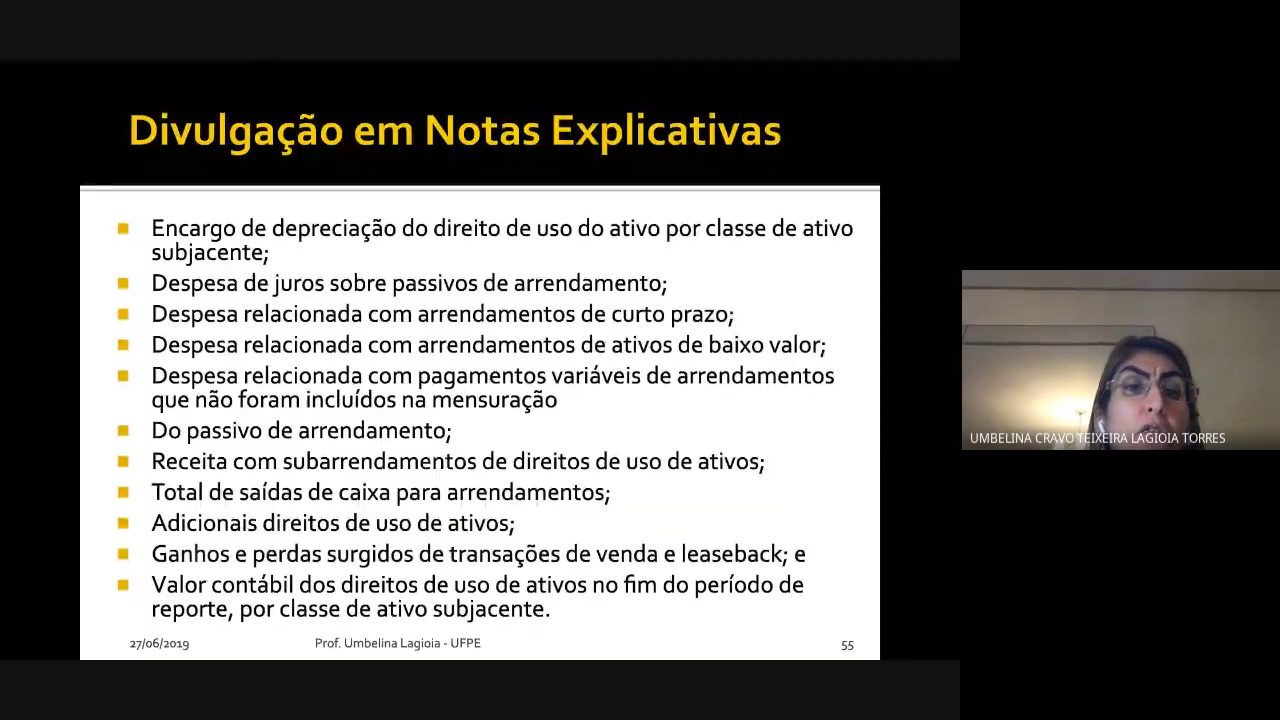 Divulgação em Notas Explicativas
Encargo de depreciação do direito de uso do ativo por classe de ativo
subjacente;
Despesa de juros sobre passivos de arrendamento;
Despesa relacionada com arrendamentos de curto prazo;
Despesa relacionada com arrendamentos de ativos de baixo valor;
Despesa relacionada com pagamentos variáveis de arrendamentos
que não foram incluídos na mensuração
Do passivo de arrendamento;
Receita com subarrendamentos de direitos de uso de ativos;
Total de saídas de caixa para arrendamentos;
Adicionais direitos de uso de ativos;
Ganhos e perdas surgidos de transações de venda e leaseback; e
Valor contábil dos direitos de uso de ativos no fim do período de
reporte, por classe de ativo subjacente.
27/06/2019 Prof. Umbelina Lagioia - UFPE 55
UMBELINA CRAVO TEIXEIRA LAGIOIA TORRES